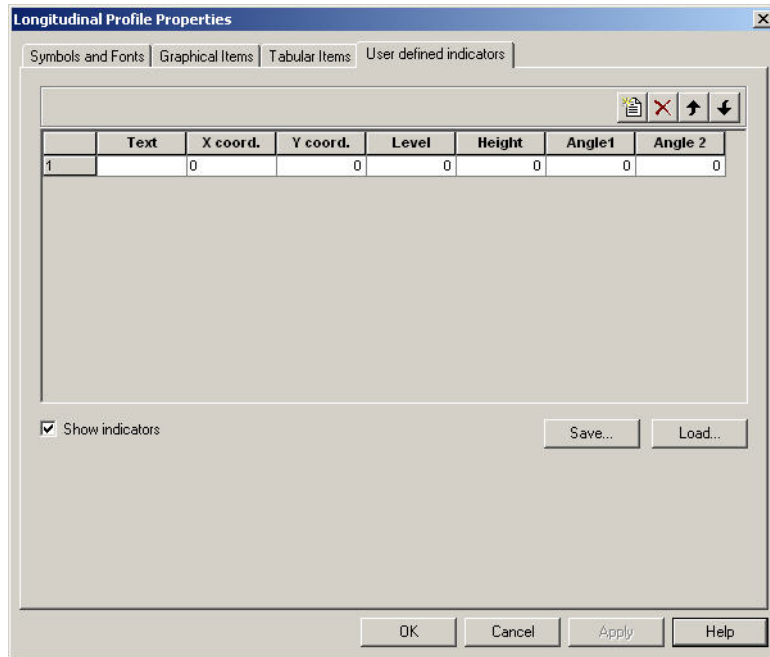 Longitudinal Profile Properties
Symbols and Fonts Graphical Items Tabular Items User defined indicators
Text X coord. Y coord. Level Height Angle1 Angle 2
1 0 0 0 0 0 0
Show indicators Save... Load...
OK Cancel Apply Help